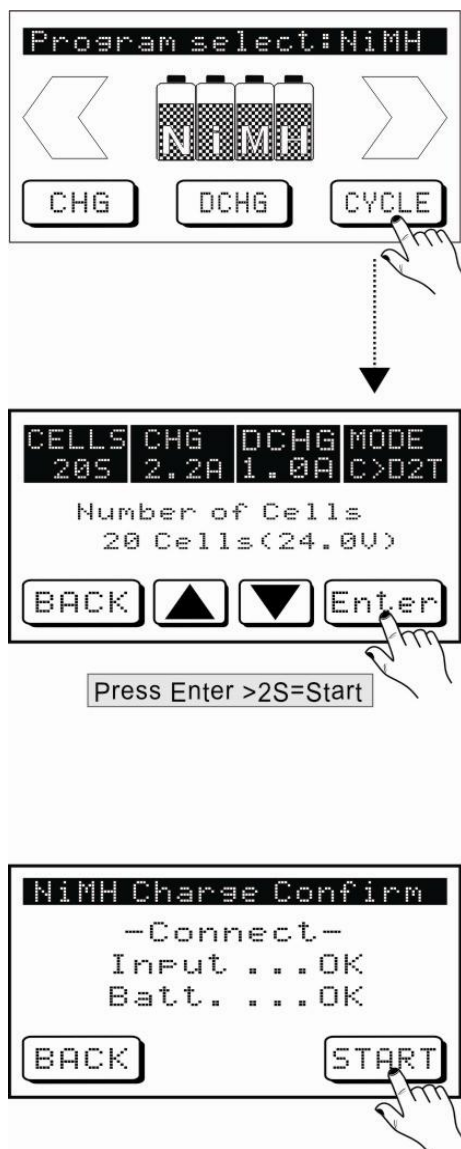 Program select:NiMH
NiMH
CHG DCHG CYCLE
CELLS CHG DCHG MODE
20S 2.2A 1.0A C>D2T
Number of Cells
20 Cells(24.0V)
BACK Enter
Press Enter >2S=Start
NiMH Charge Confirm
-Connect-
Input ...OK
Batt. ...OK
BACK START